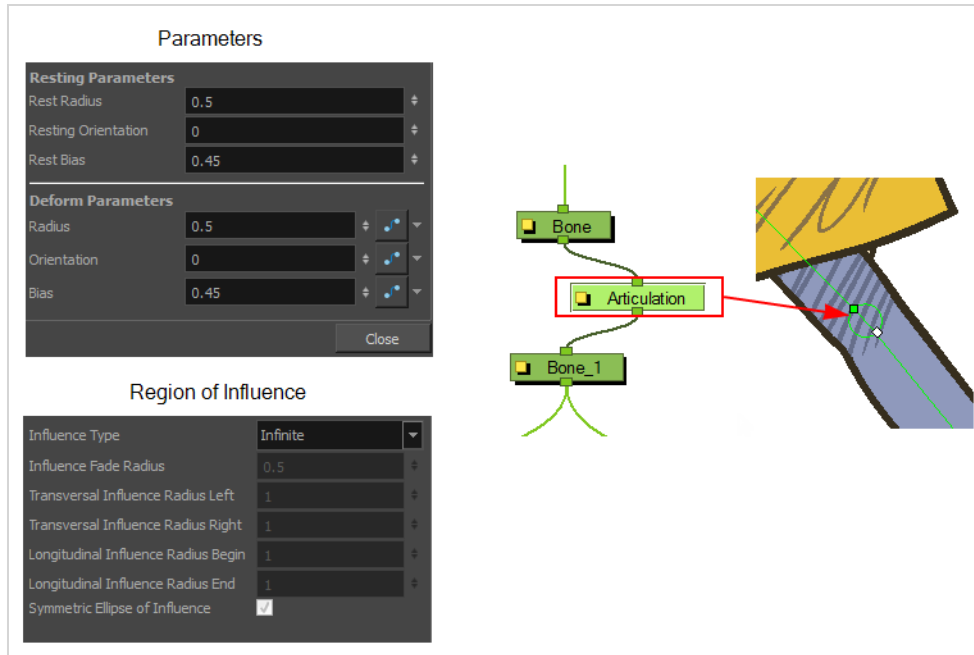 Parameters
Resting Parameters
Rest Radius 0.5
Resting Orientation 0
Rest Bias 0.45
Deform Parameters
Radius 0.5
Orientation 0
Bias 0.45
Close
Region of Influence
Influence Type Infinite
Influence Fade Radius 0.5
Transversal Influence Radius Left 1
Transversal Influence Radius Right 1
Longitudinal Influence Radius Begin 1
Longitudinal Influence Radius End 1
Symmetric Ellipse of Influence
Bone
Articulation
Bone_1